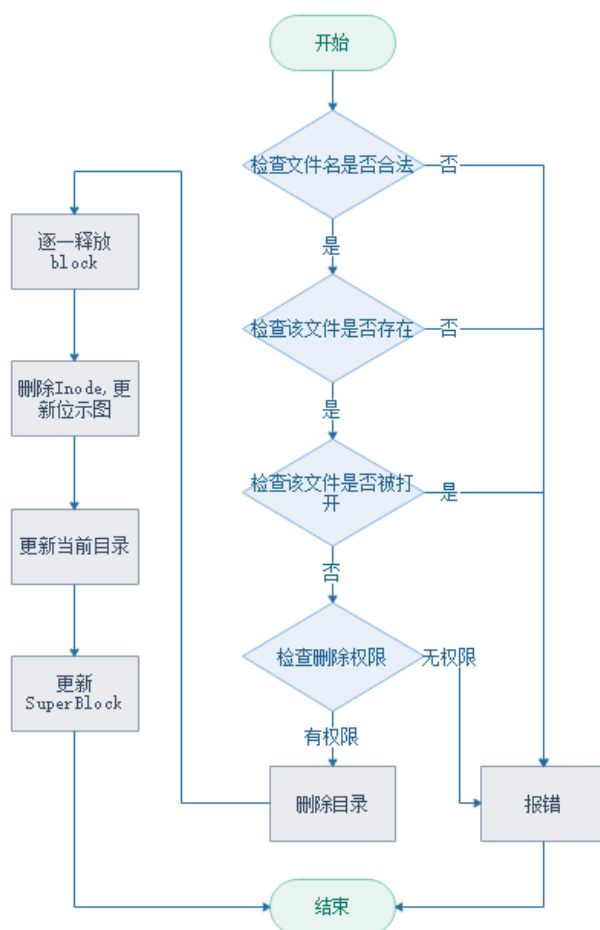 开始
检查文件名是否合法
否
是
检查该文件是否存在
否
是
检查该文件是否被打
开
是
否
检查删除权限
无权限
有权限
删除目录
报错
逐一释放
block
删除Inode,更
新位示图
更新当前目录
更新
SuperBlock
结束